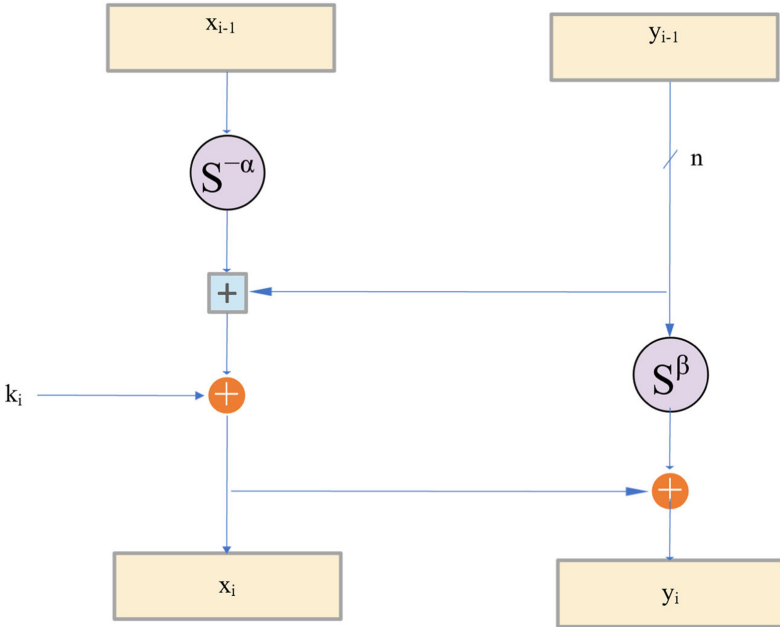 xᵢ₋₁
yᵢ₋₁
S⁻ᵅ
n
+
Sᵝ
kᵢ
+
+
xᵢ
yᵢ